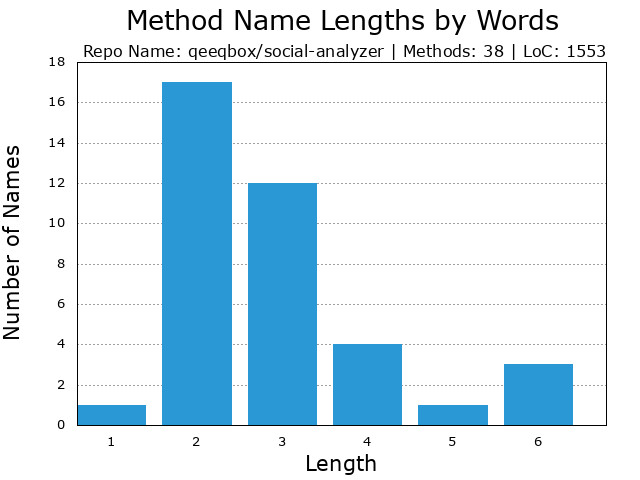 Method Name Lengths by Words
Repo Name: qeeqbox/social-analyzer | Methods: 38 | LoC: 1553
18
16
14
12
10
8
6
4
2
0
Number of Names
1 2 3 4 5 6
Length